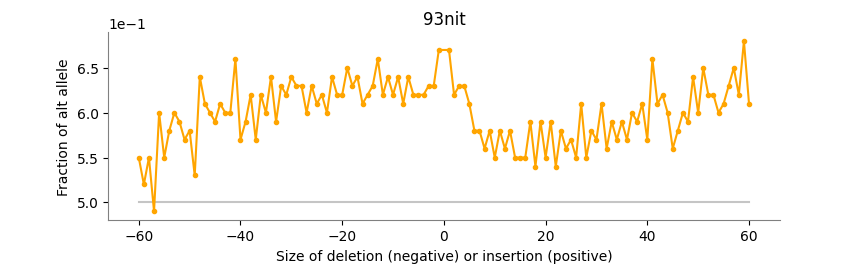 93nit
1e−1
Fraction of alt allele
6.5
6.0
5.5
5.0
−60
−40
−20
0
20
40
60
Size of deletion (negative) or insertion (positive)